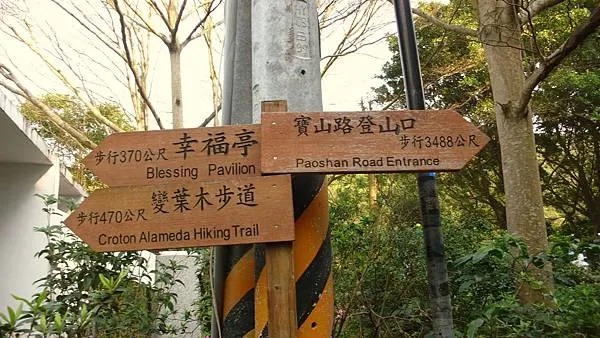 步行370公尺 幸福亭
Blessing Pavilion
寶山路登山口 步行3488公尺
Paoshan Road Entrance
步行470公尺 變葉木步道
Croton Alameda Hiking Trail